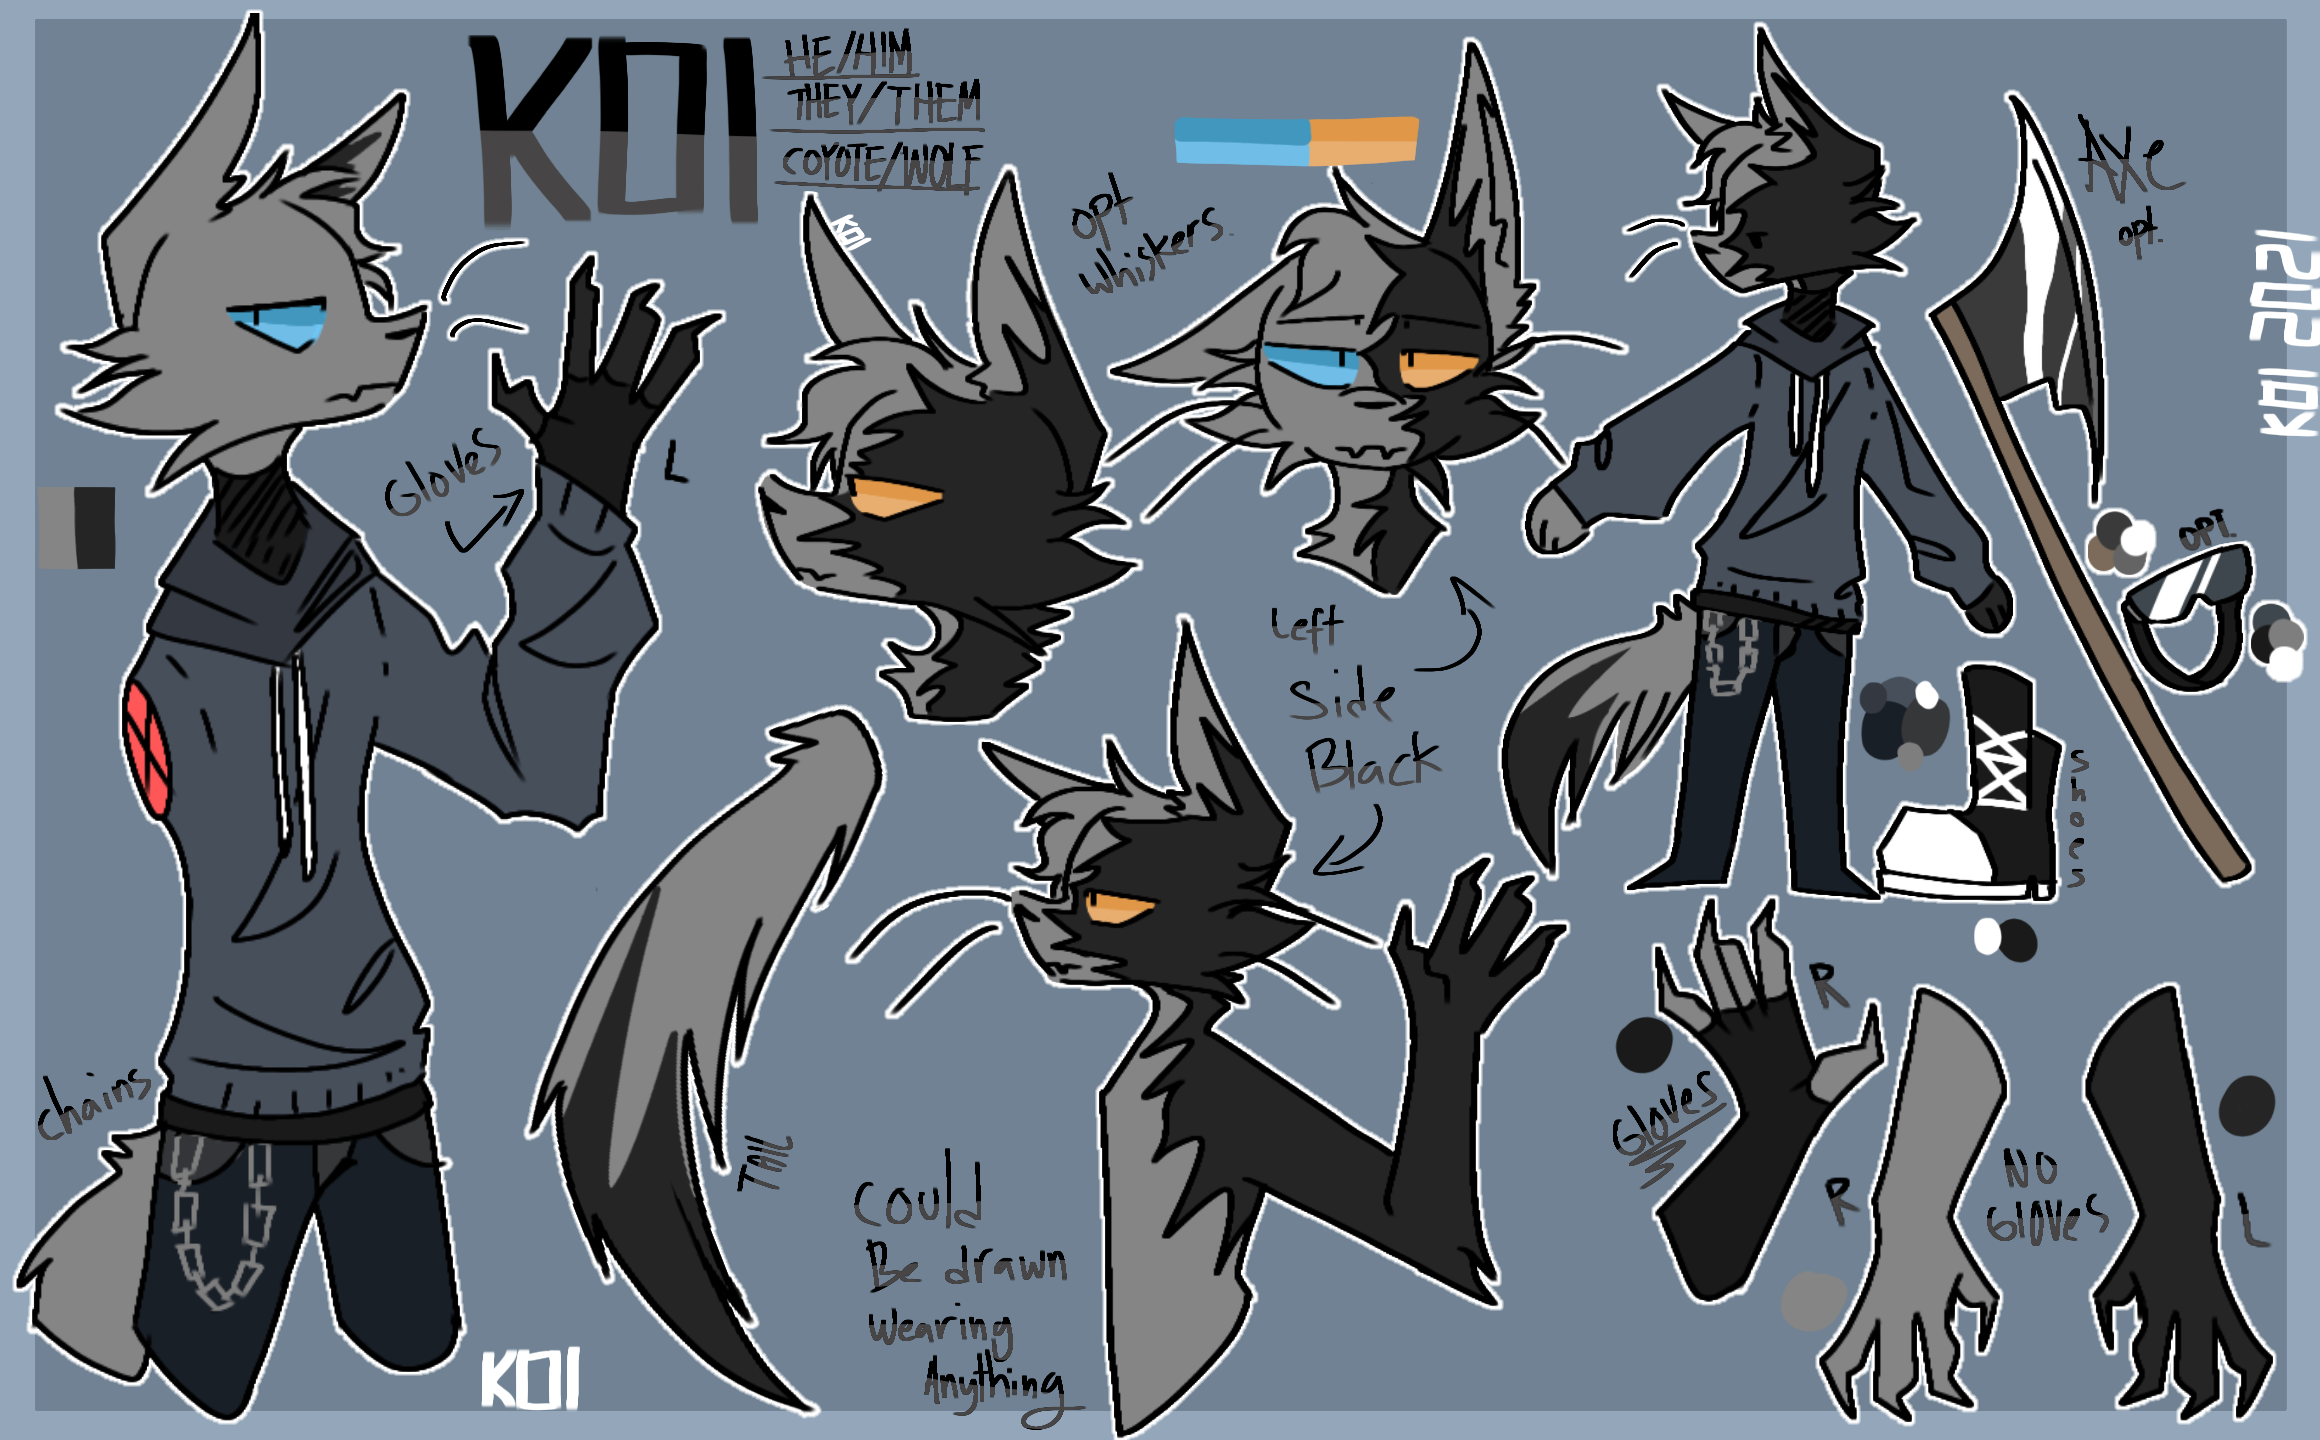 KOI
HE/HIM
THEY/THEM
COYOTE/WOLF
KOI
opt
whiskers.
AXe
opt.
KOI 2021
Gloves
L
OPT.
Left
Side
Black
shoes
chains
TAIL
Could
Be drawn
wearing
Anything
R
Gloves
R
NO
GlOVeS
L
KOI